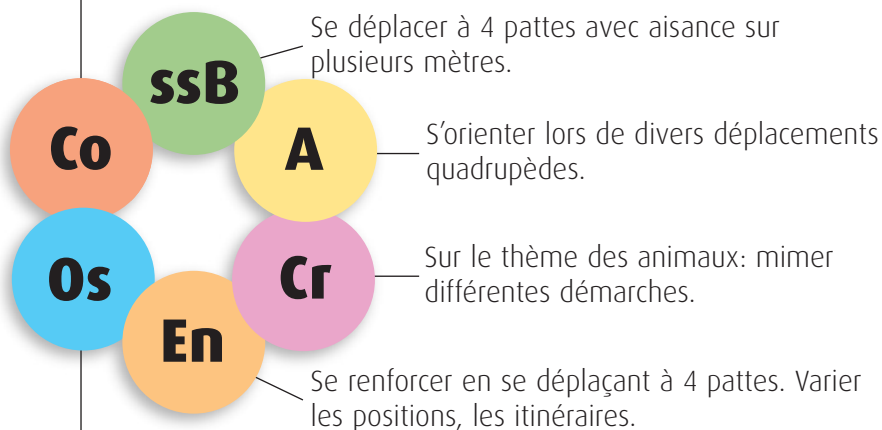 ssB
Se déplacer à 4 pattes avec aisance sur
plusieurs mètres.
Co
A
S’orienter lors de divers déplacements
quadrupèdes.
Os
Cr
Sur le thème des animaux: mimer
différentes démarches.
En
Se renforcer en se déplaçant à 4 pattes. Varier
les positions, les itinéraires.